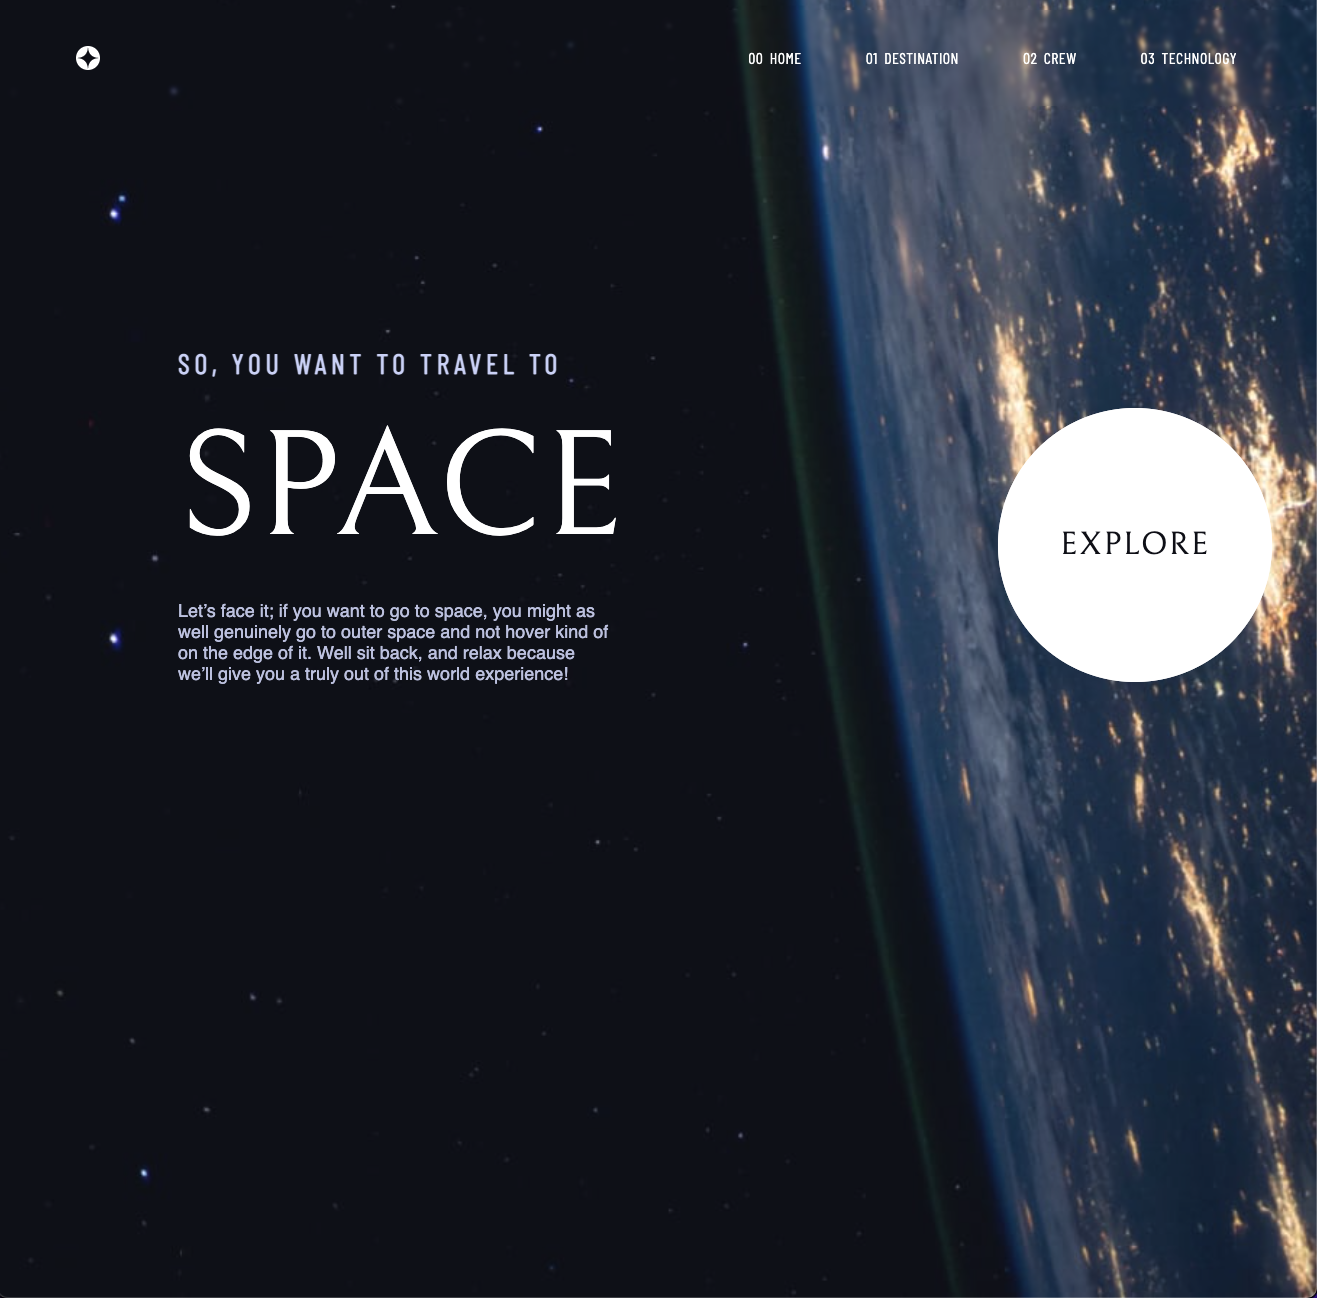 00 HOME 01 DESTINATION 02 CREW 03 TECHNOLOGY
SO, YOU WANT TO TRAVEL TO
SPACE
Let’s face it; if you want to go to space, you might as
well genuinely go to outer space and not hover kind of
on the edge of it. Well sit back, and relax because
we’ll give you a truly out of this world experience!
EXPLORE